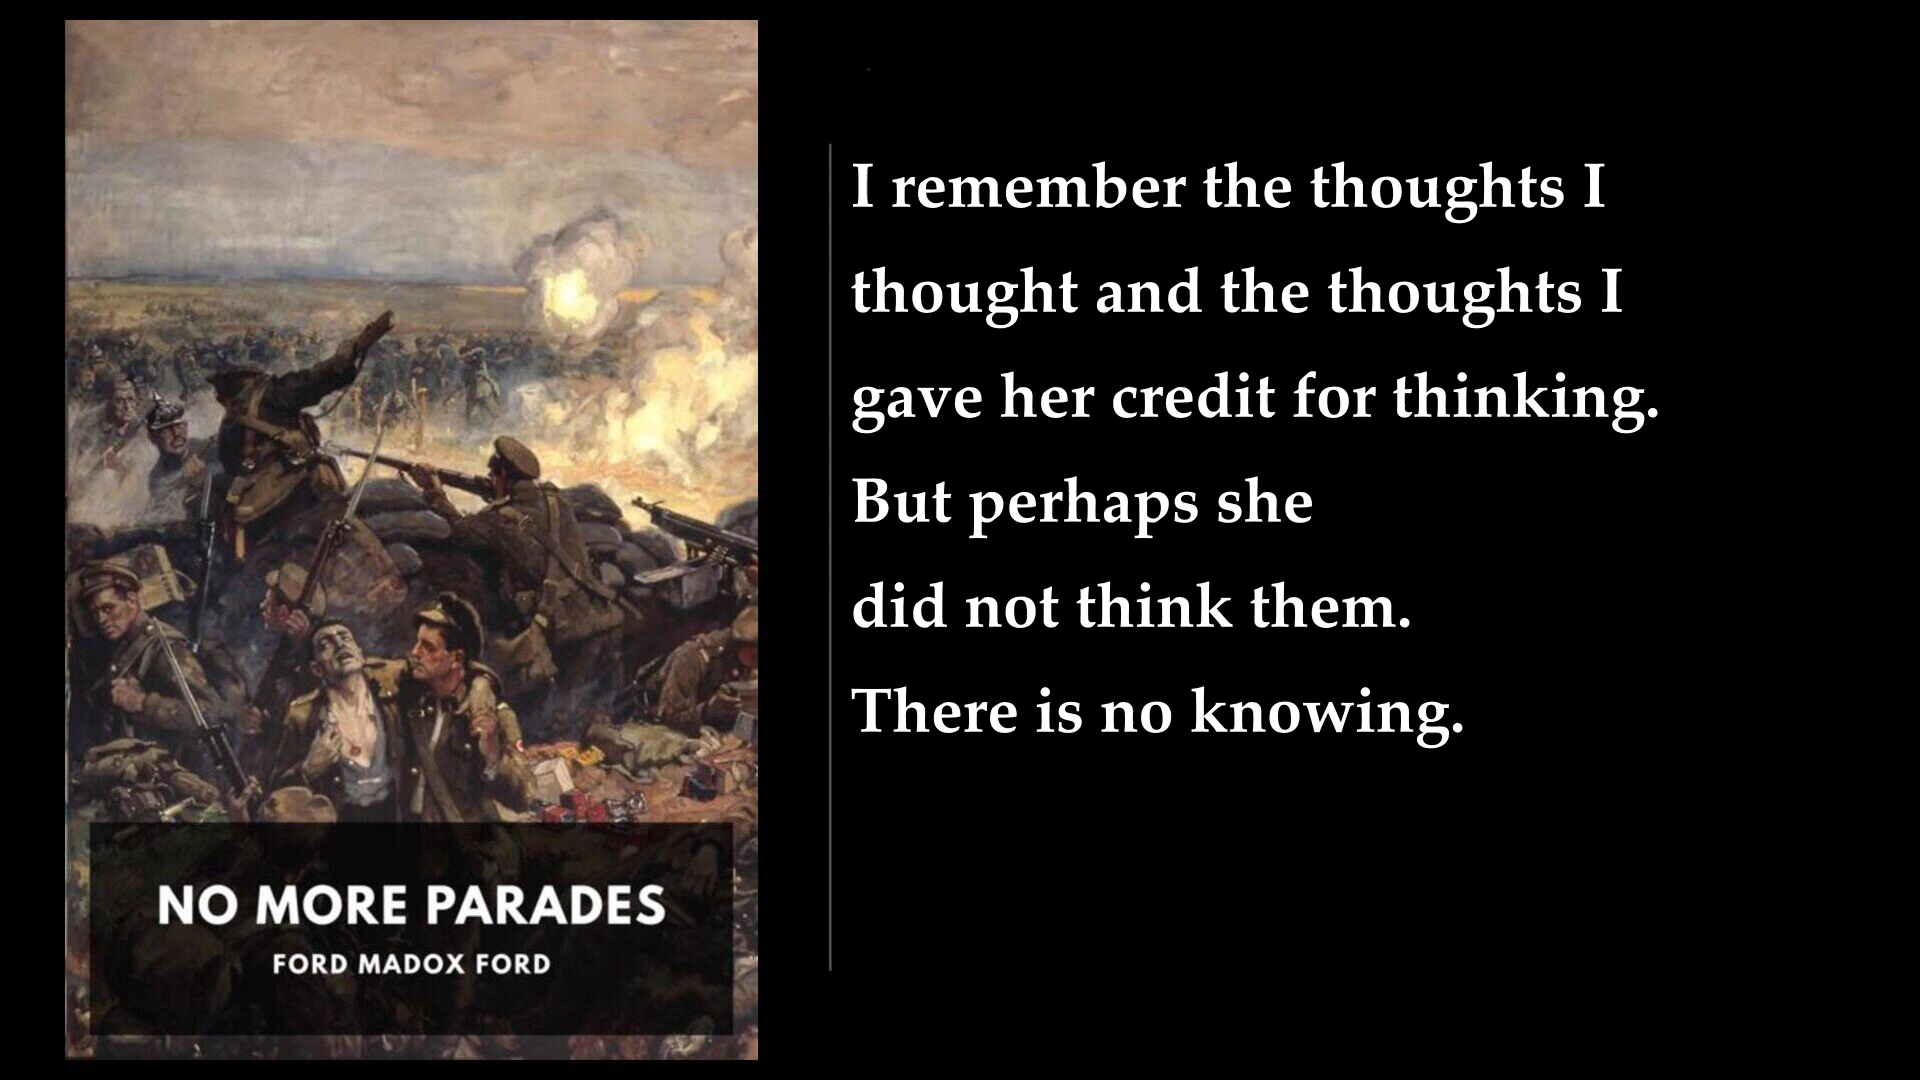 NO MORE PARADES
FORD MADOX FORD
I remember the thoughts I
thought and the thoughts I
gave her credit for thinking.
But perhaps she
did not think them.
There is no knowing.